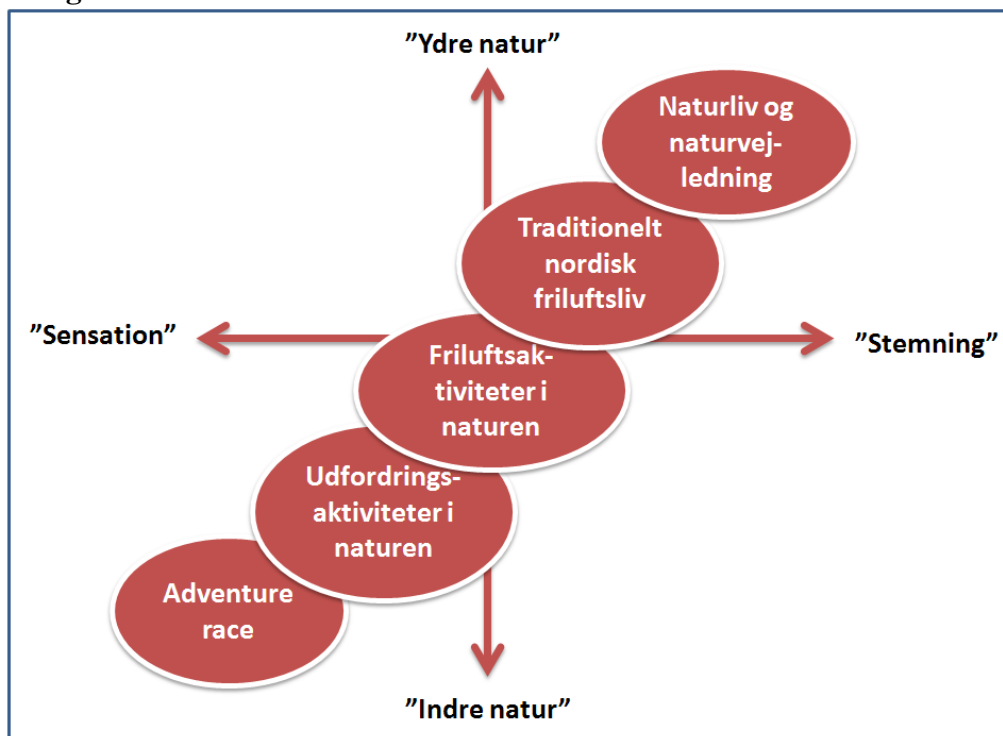 ”Ydre natur”
Naturliv og
naturvej-
ledning
Traditionelt
nordisk
friluftsliv
”Sensation”
”Stemning”
Friluftsak-
tiviteter i
naturen
Udfordrings-
aktiviteter i
naturen
Adventure
race
”Indre natur”